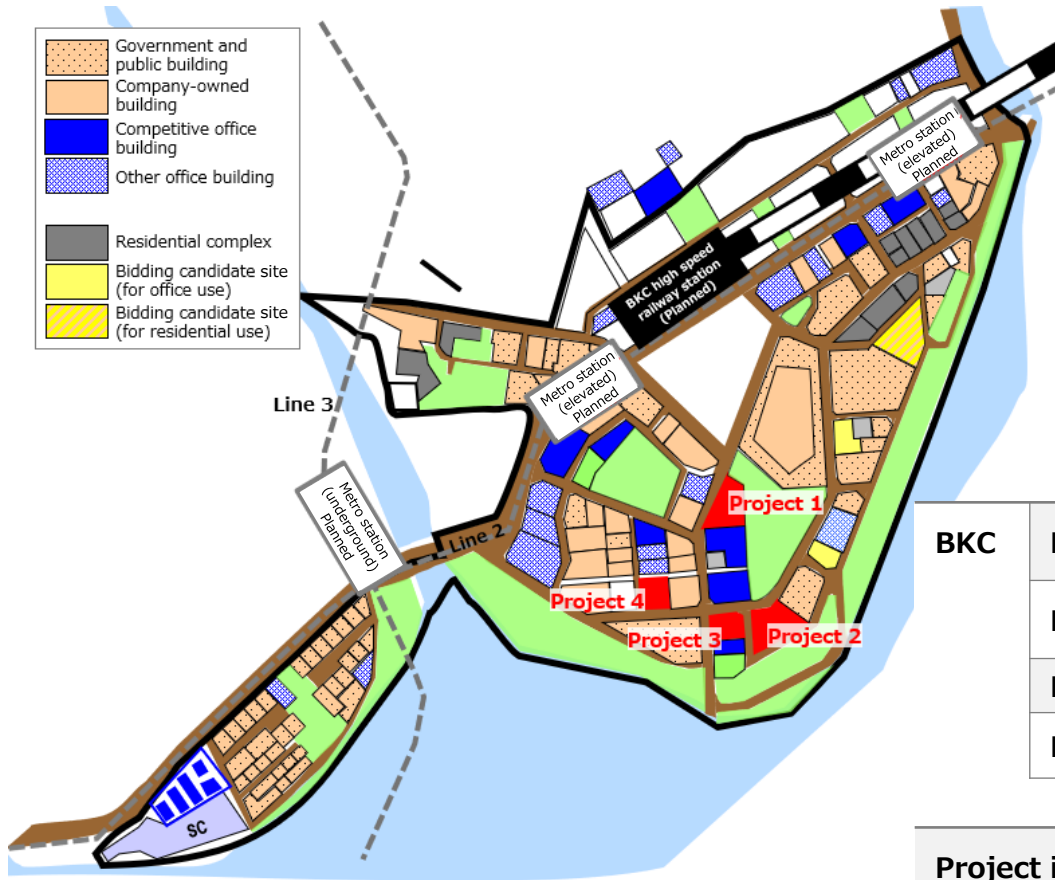 Government and
public building
Company-owned
building
Competitive office
building
Other office building
Residential complex
Bidding candidate site
(for office use)
Bidding candidate site
(for residential use)
Metro station
(elevated)
Planned
BKC high speed
railway station
(Planned)
Metro station
(elevated)
Planned
Line 3
Metro station
(underground)
Planned
Line 2
Project 1
Project 4
Project 3
Project 2
SC
BKC
Project